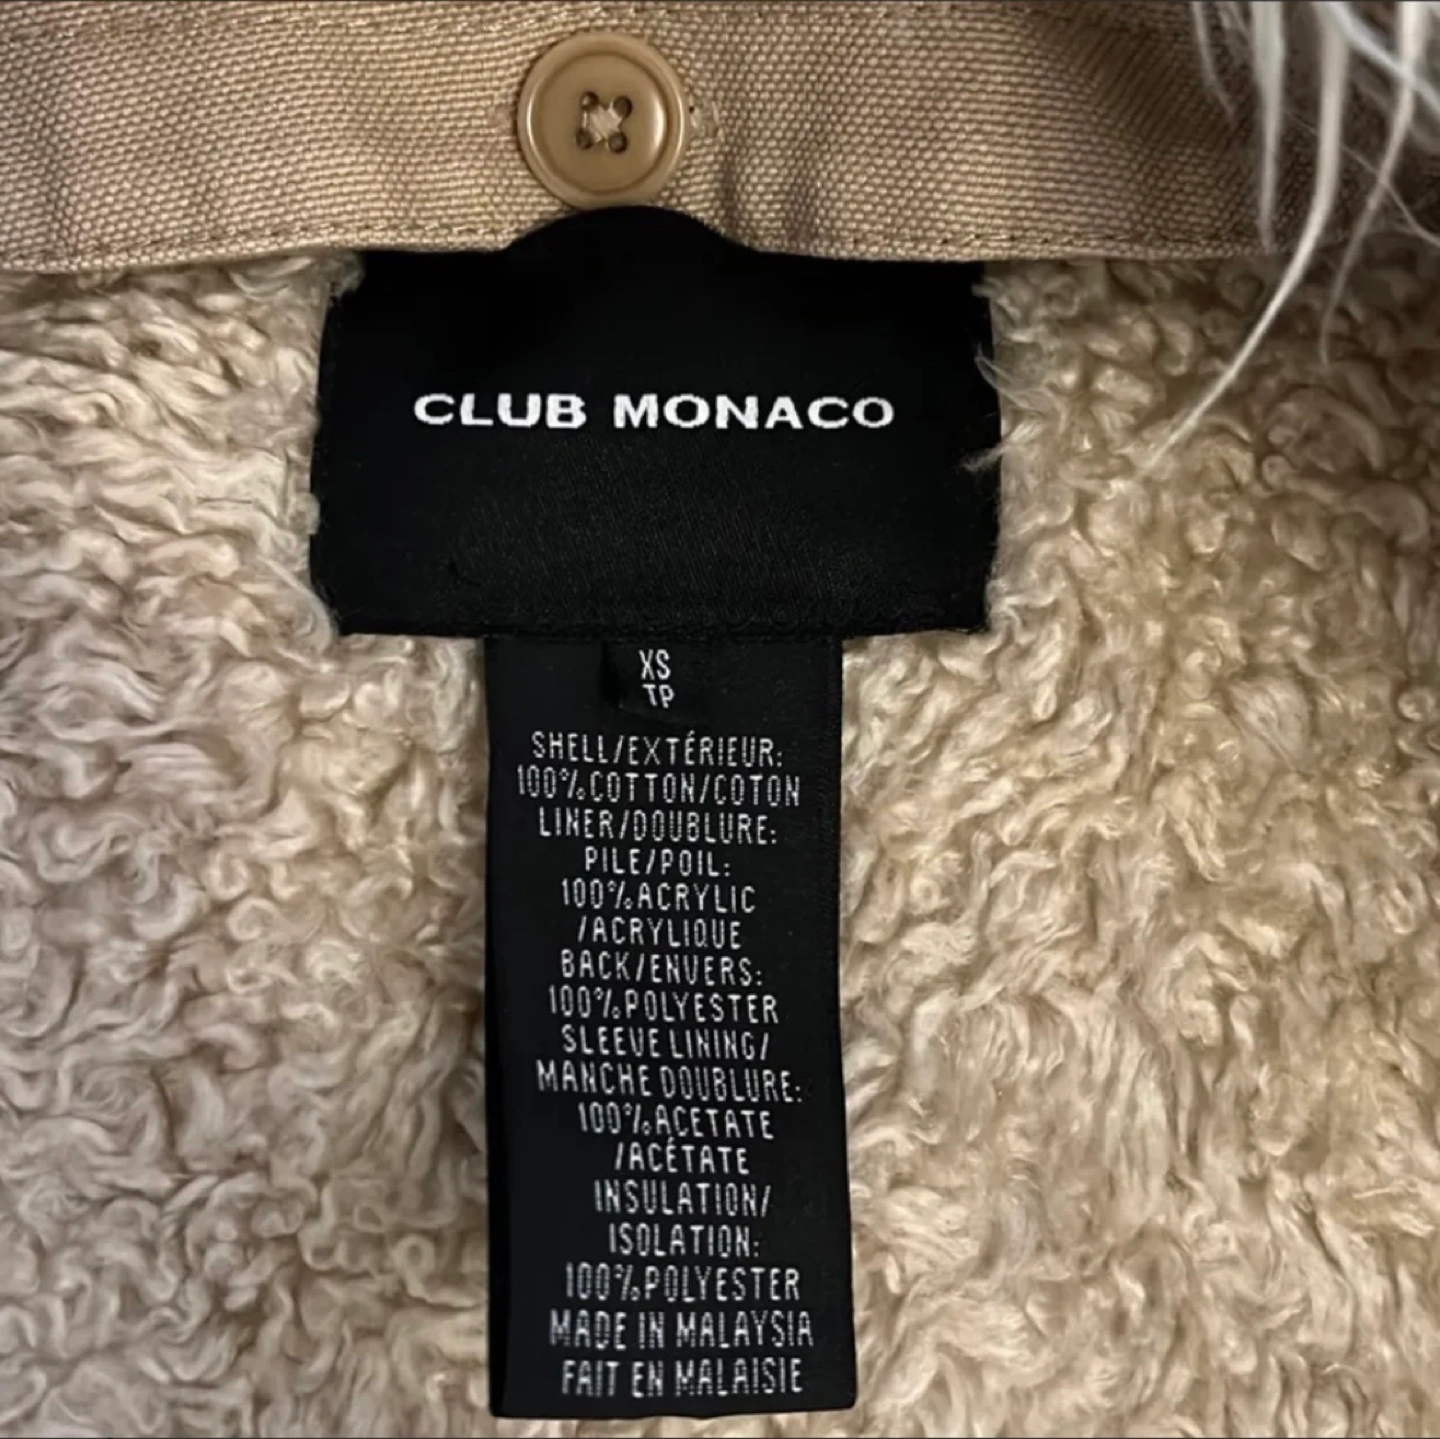 CLUB MONACO
XS
TP
SHELL/EXTÉRIEUR:
100%COTTON/COTON
LINER/DOUBLURE:
PILE/POIL:
100%ACRYLIC
/ACRYLIQUE
BACK/ENVERS:
100%POLYESTER
SLEEVE LINING/
MANCHE DOUBLURE:
100%ACETATE
/ACÉTATE
INSULATION/
ISOLATION:
100%POLYESTER
MADE IN MALAYSIA
FAIT EN MALAISIE